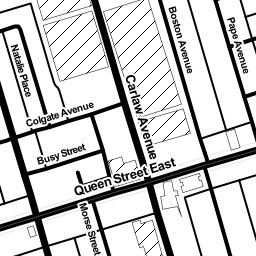 Boston Avenue
Pape Avenue
Natalie Place
Carlaw Avenue
Colgate Avenue
Busy Street
Queen Street East
Morse Street